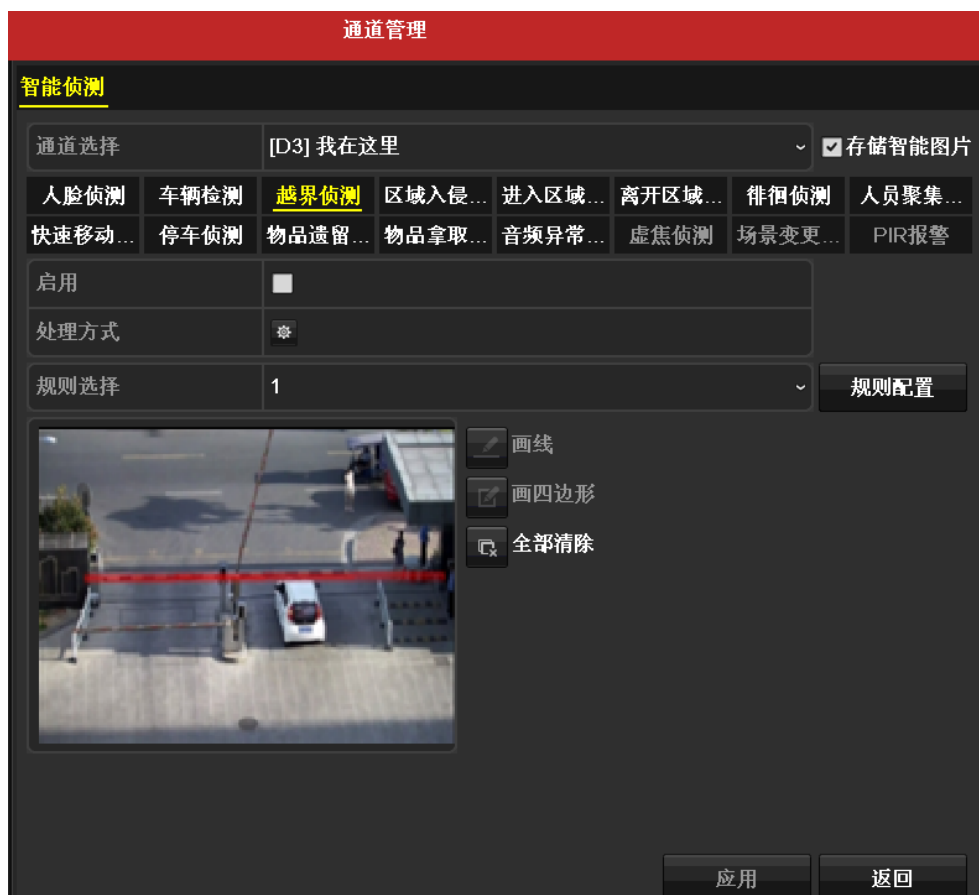 通道管理
智能侦测
通道选择 [D3] 我在这里 存储智能图片
人脸侦测 车辆检测 越界侦测 区域入侵... 进入区域... 离开区域... 徘徊侦测 人员聚集...
快速移动... 停车侦测 物品遗留... 物品拿取... 音频异常... 虚焦侦测 场景变更... PIR报警
启用
处理方式
规则选择 1 规则配置
画线
画四边形
全部清除
应用 返回